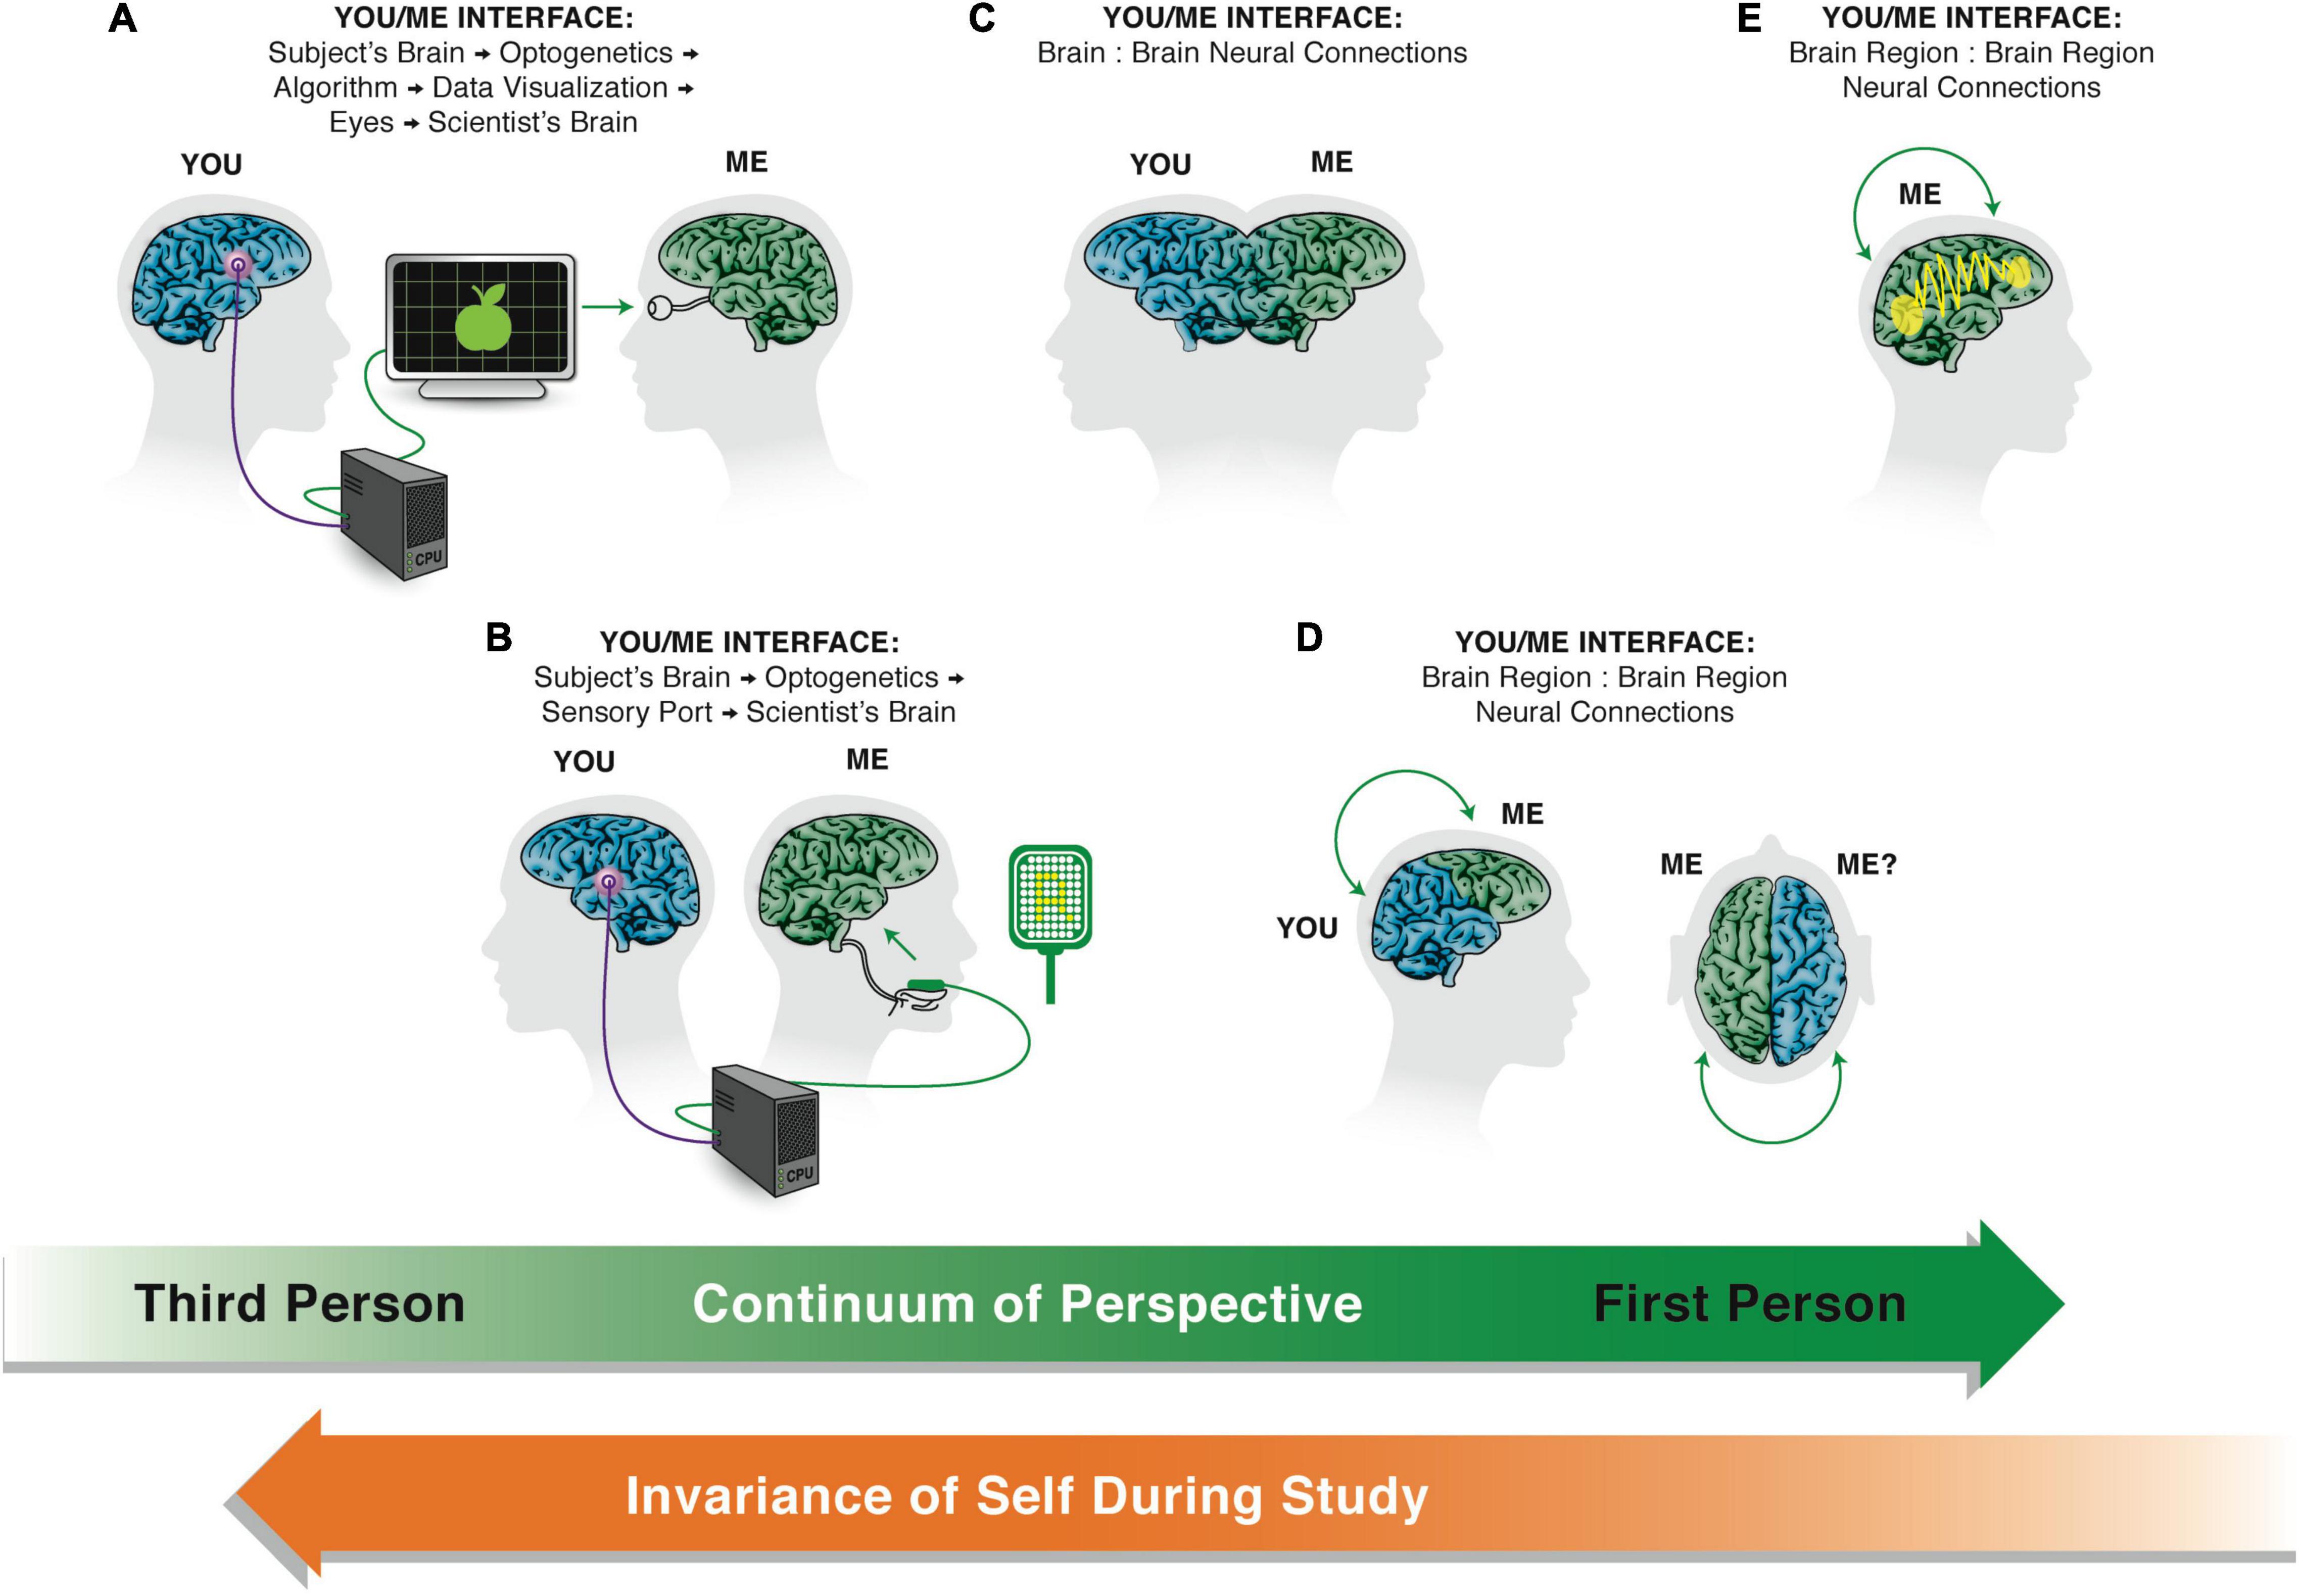 A
YOU/ME INTERFACE:
Subject's Brain → Optogenetics →
Algorithm → Data Visualization →
Eyes → Scientist's Brain
YOU
ME
CPU
C
YOU/ME INTERFACE:
Brain : Brain Neural Connections
YOU
ME
E
YOU/ME INTERFACE:
Brain Region : Brain Region
Neural Connections
ME
B
YOU/ME INTERFACE:
Subject's Brain → Optogenetics →
Sensory Port → Scientist's Brain
YOU
ME
CPU
D
YOU/ME INTERFACE:
Brain Region : Brain Region
Neural Connections
ME
YOU
ME
ME?
Third Person
Continuum of Perspective
First Person
Invariance of Self During Study